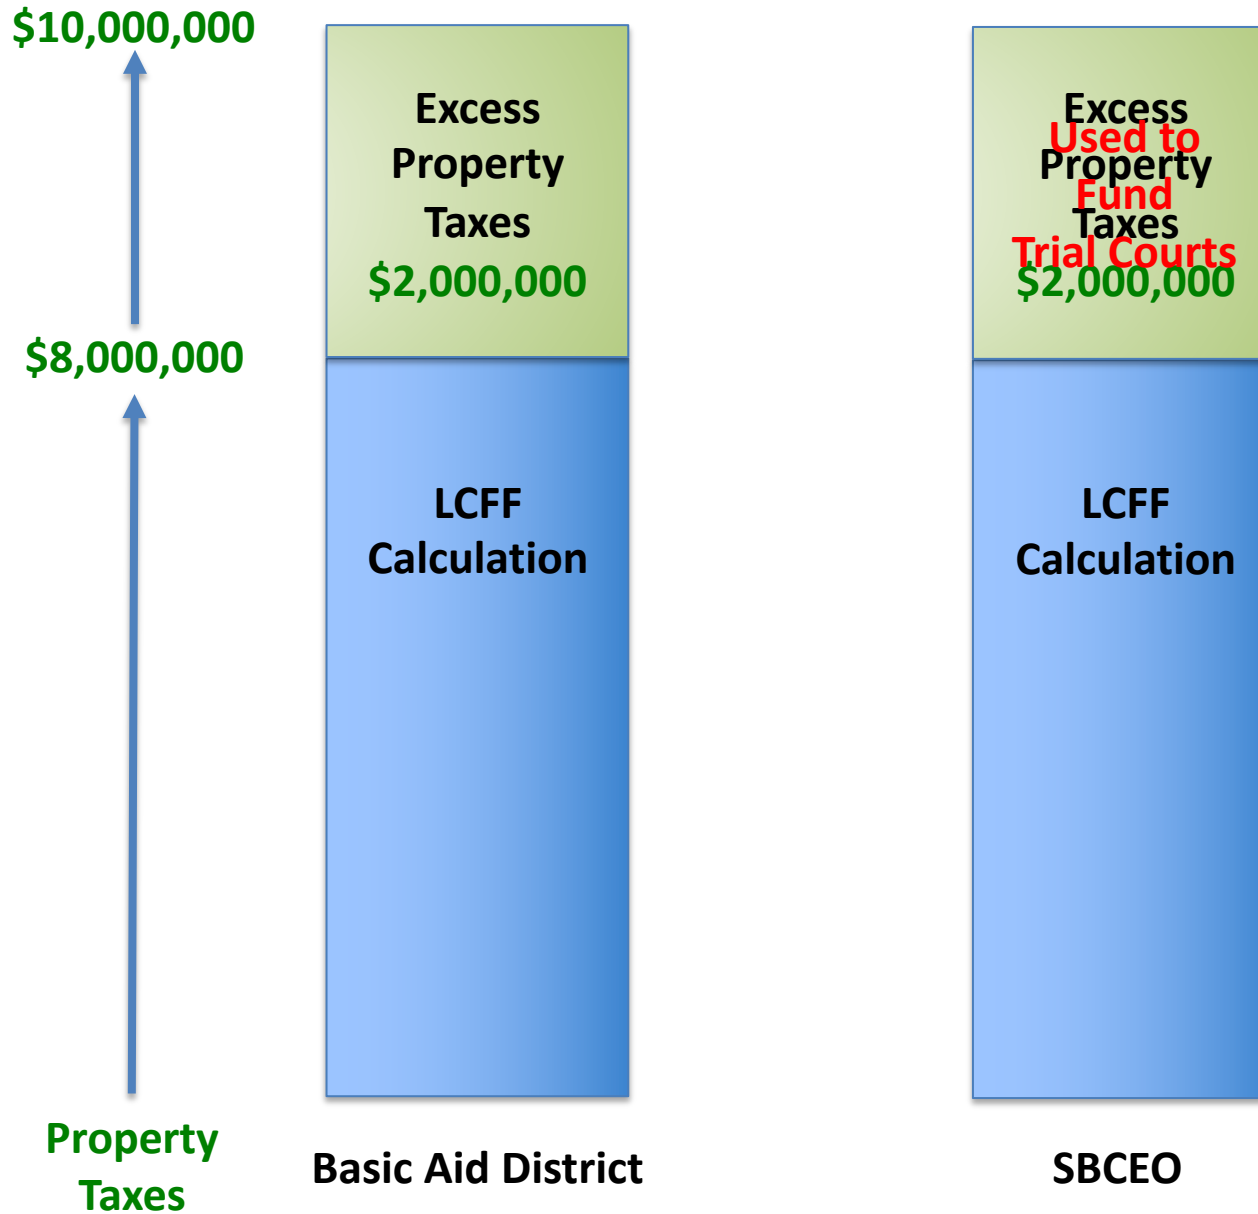 $10,000,000
$8,000,000
Property
Taxes
Excess
Property
Taxes
$2,000,000
LCFF
Calculation
Basic Aid District
Excess
Property
Taxes
$2,000,000
Used to
Fund
Trial Courts
LCFF
Calculation
SBCEO